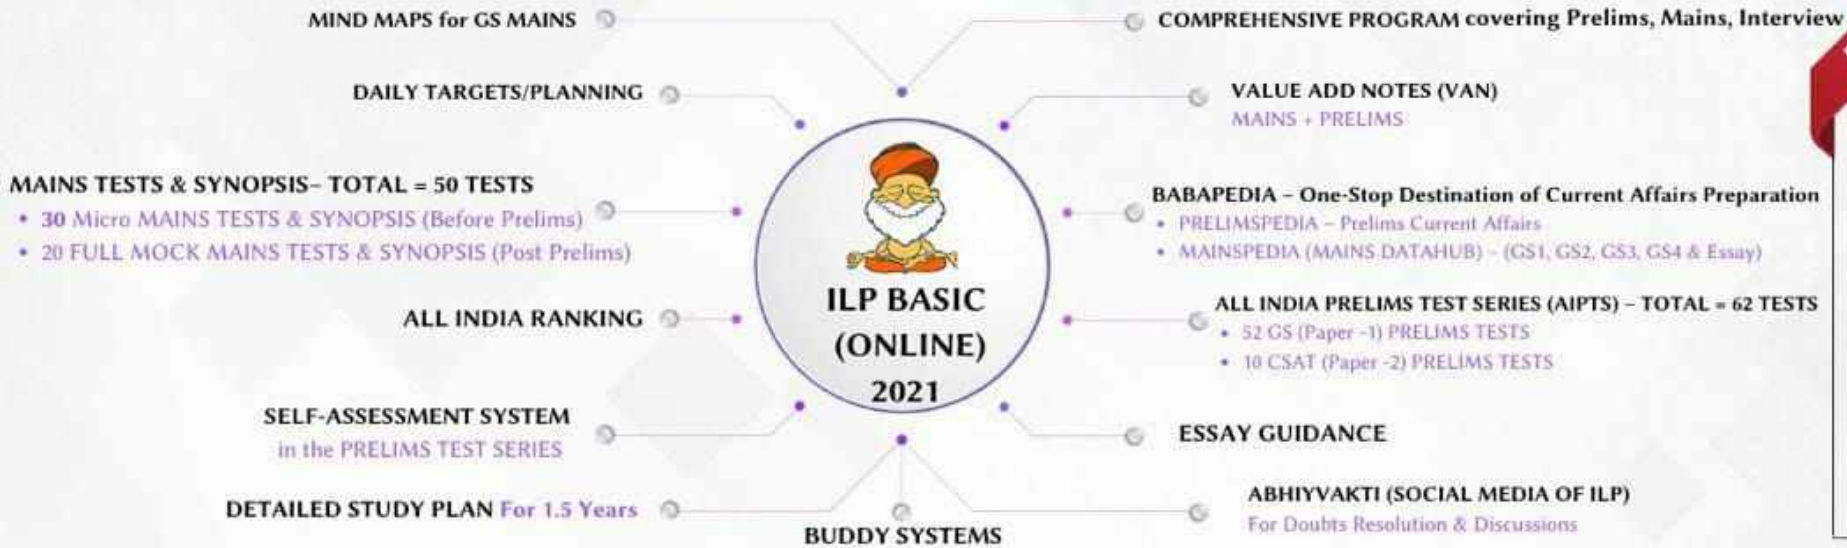 MIND MAPS for GS MAINS
DAILY TARGETS/PLANNING
MAINS TESTS & SYNOPSIS– TOTAL = 50 TESTS
• 30 Micro MAINS TESTS & SYNOPSIS (Before Prelims)
• 20 FULL MOCK MAINS TESTS & SYNOPSIS (Post Prelims)
ALL INDIA RANKING
SELF-ASSESSMENT SYSTEM
in the PRELIMS TEST SERIES
DETAILED STUDY PLAN For 1.5 Years
ILP BASIC
(ONLINE)
2021
BUDDY SYSTEMS
COMPREHENSIVE PROGRAM covering Prelims, Mains, Interview
VALUE ADD NOTES (VAN)
MAINS + PRELIMS
BABAPEDIA – One-Stop Destination of Current Affairs Preparation
• PRELIMSPEDIA – Prelims Current Affairs
• MAINSPEDIA (MAINS DATAHUB) – (GS1, GS2, GS3, GS4 & Essay)
ALL INDIA PRELIMS TEST SERIES (AIPTS) – TOTAL = 62 TESTS
• 52 GS (Paper -1) PRELIMS TESTS
• 10 CSAT (Paper -2) PRELIMS TESTS
ESSAY GUIDANCE
ABHIYVAKTI (SOCIAL MEDIA OF ILP)
For Doubts Resolution & Discussions